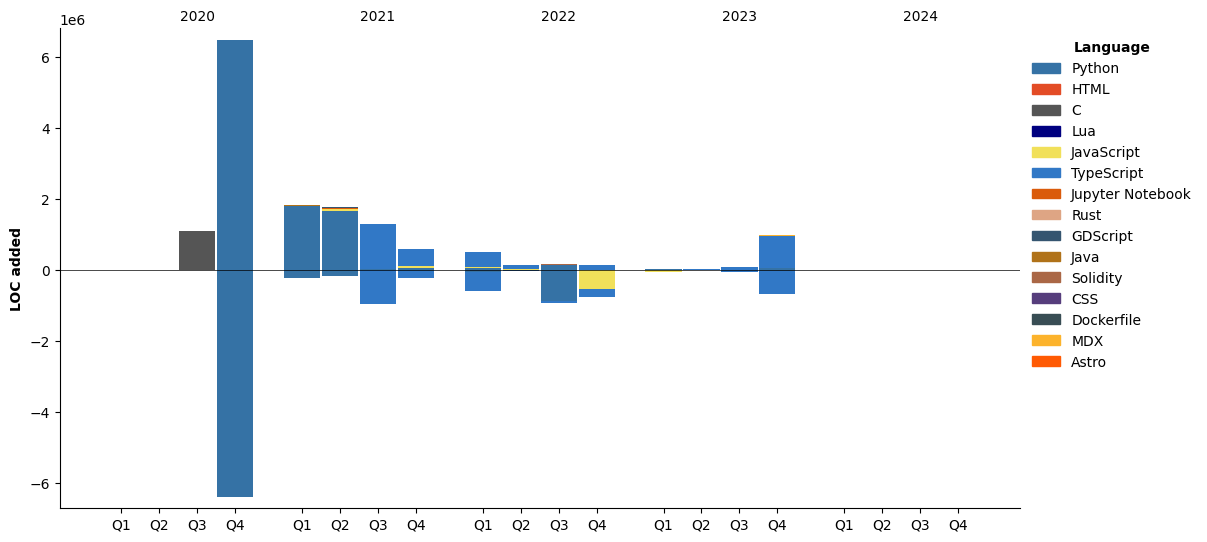 1e6
2020 2021 2022 2023 2024
6
4
2
0
−2
−4
−6
LOC added
Q1 Q2 Q3 Q4 Q1 Q2 Q3 Q4 Q1 Q2 Q3 Q4 Q1 Q2 Q3 Q4 Q1 Q2 Q3 Q4
Language
Python
HTML
C
Lua
JavaScript
TypeScript
Jupyter Notebook
Rust
GDScript
Java
Solidity
CSS
Dockerfile
MDX
Astro